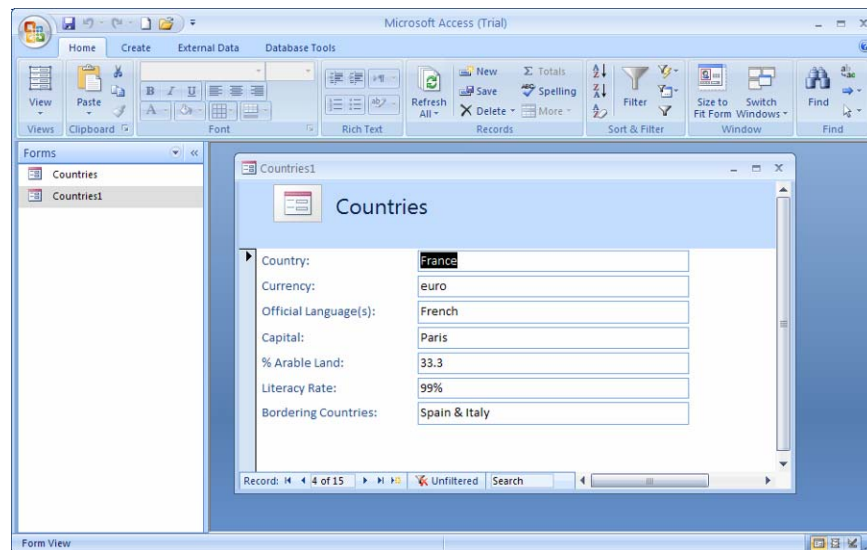 Microsoft Access (Trial)
Home Create External Data Database Tools
View
Views
Paste
Clipboard
B I U
A
Font
Rich Text
Refresh All
New
Save
Delete
Totals
Spelling
More
Records
Filter
Sort & Filter
Size to Fit Form
Switch Windows
Window
Find
Find
Forms
Countries
Countries1
Countries1
Countries
Country: France
Currency: euro
Official Language(s): French
Capital: Paris
% Arable Land: 33.3
Literacy Rate: 99%
Bordering Countries: Spain & Italy
Record: 4 of 15 Unfiltered Search
Form View